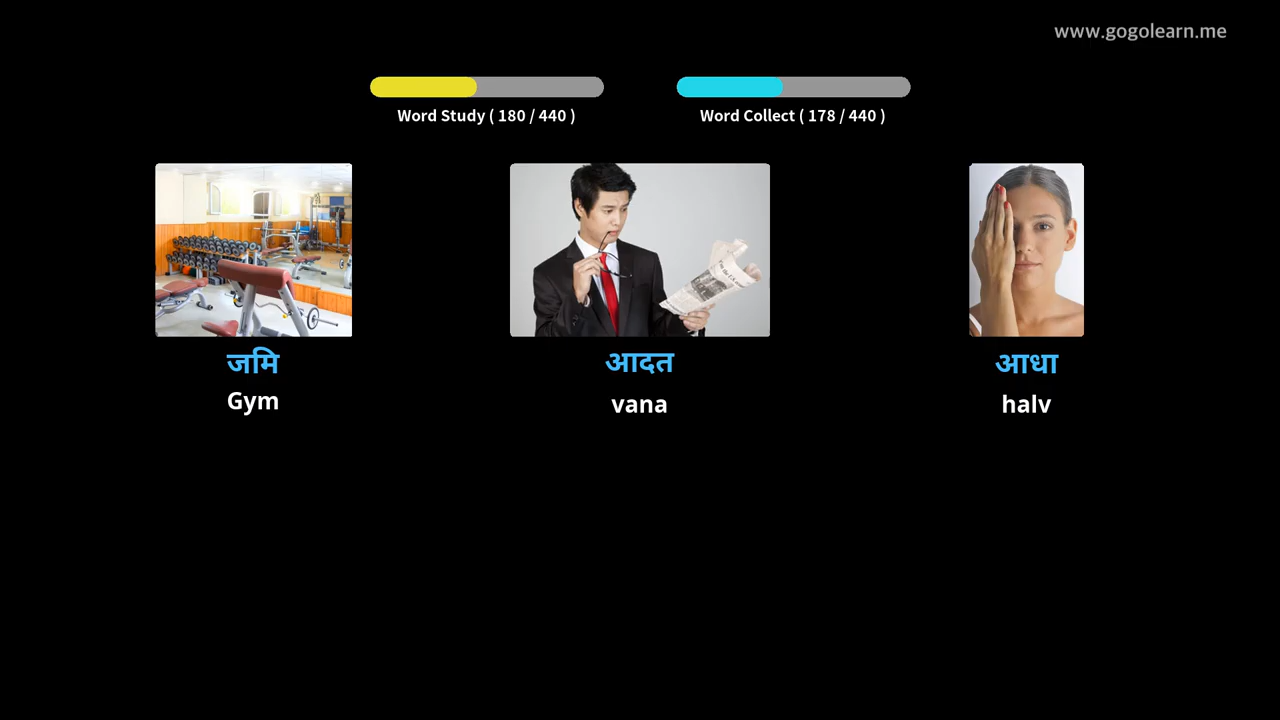 www.gogolearn.me
Word Study ( 180 / 440 )
Word Collect ( 178 / 440 )
जमि
Gym
आदत
vana
आधा
halv